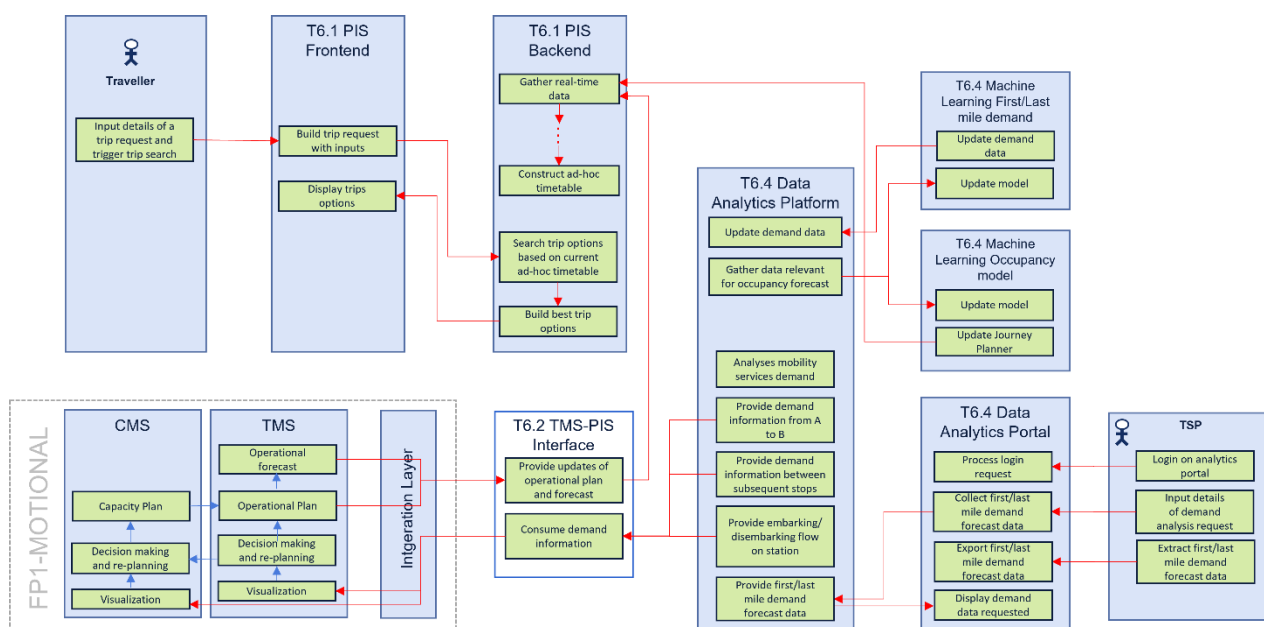 Traveller
Input details of a
trip request and
trigger trip search
T6.1 PIS
Frontend
Build trip request
with inputs
Display trips
options
T6.1 PIS
Backend
Gather real-time
data
Construct ad-hoc
timetable
Search trip options
based on current
ad-hoc timetable
Build best trip
options
T6.4 Data
Analytics Platform
Update demand data
Gather data relevant
for occupancy forecast
Analyses mobility
services demand
Provide demand
information from A
to B
Provide demand
information between
subsequent stops
Provide embarking/
disembarking flow
on station
Provide first/last
mile demand
forecast data
T6.4 Machine
Learning First/Last
mile demand
Update demand
data
Update model
T6.4 Machine
Learning Occupancy
model
Update model
Update Journey
Planner
FP1-MOTIONAL
CMS
Capacity Plan
Decision making
and re-planning
Visualization
TMS
Operational
forecast
Operational Plan
Decision making
and re-planning
Visualization
Intgeration Layer
T6.2 TMS-PIS
Interface
Provide updates of
operational plan
and forecast
Consume demand
information
T6.4 Data
Analytics Portal
Process login
request
Collect first/last
mile demand
forecast data
Export first/last
mile demand
forecast data
Display demand
data requested
TSP
Login on analytics
portal
Input details
of demand
analysis request
Extract first/last
mile demand
forecast data